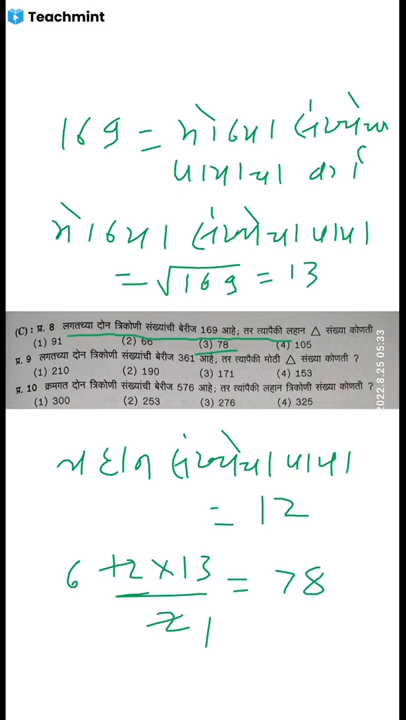 Teachmint
169 = मोठ्या संख्येच्या
पायाचा वर्ग
मोठ्या संख्येचा पाया
= √169 = 13
(C) : प्र. 8 लगतच्या दोन त्रिकोणी संख्यांची बेरीज 169 आहे; तर त्यापैकी लहान △ संख्या कोणती
(1) 91 (2) 66 (3) 78 (4) 105
प्र. 9 लगतच्या दोन त्रिकोणी संख्यांची बेरीज 361 आहे; तर त्यापैकी मोठी △ संख्या कोणती ?
(1) 210 (2) 190 (3) 171 (4) 153
प्र. 10 क्रमगत दोन त्रिकोणी संख्यांची बेरीज 576 आहे; तर त्यांपैकी लहान त्रिकोणी संख्या कोणती ?
(1) 300 (2) 253 (3) 276 (4) 325
2022.8.25 05:33
लहान संख्येचा पाया
= 12
6 12 × 13 = 78
2 1